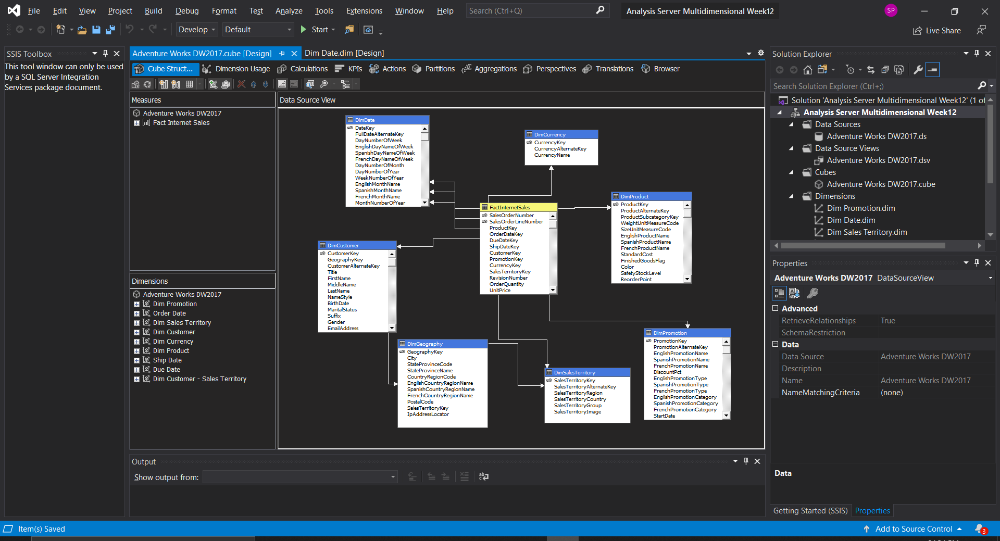 File Edit View Project Build Debug Format Test Analyze Tools Extensions Window Help Search (Ctrl+Q) Analysis Server Multidimensional Week12 SP
Develop Default Start Live Share
SSIS Toolbox
This tool window can only be used
by a SQL Server Integration
Services package document.
Adventure Works DW2017.cube [Design] Dim Date.dim [Design]
Cube Struct... Dimension Usage Calculations KPIs Actions Partitions Aggregations Perspectives Translations Browser
Measures
Adventure Works DW2017
Fact Internet Sales
Dimensions
Adventure Works DW2017
Dim Promotion
Order Date
Dim Sales Territory
Dim Customer
Dim Currency
Dim Product
Ship Date
Due Date
Dim Customer - Sales Territory
Data Source View
DimDate
DateKey
FullDateAlternateKey
DayNumberOfWeek
EnglishDayNameOfWeek
SpanishDayNameOfWeek
FrenchDayNameOfWeek
DayNumberOfMonth
DayNumberOfYear
WeekNumberOfYear
EnglishMonthName
SpanishMonthName
FrenchMonthName
MonthNumberOfYear
DimCurrency
CurrencyKey
CurrencyAlternateKey
CurrencyName
FactInternetSales
SalesOrderNumber
SalesOrderLineNumber
ProductKey
OrderDateKey
DueDateKey
ShipDateKey
CustomerKey
PromotionKey
CurrencyKey
SalesTerritoryKey
RevisionNumber
OrderQuantity
UnitPrice
DimProduct
ProductKey
ProductAlternateKey
ProductSubcategoryKey
WeightUnitMeasureCode
SizeUnitMeasureCode
EnglishProductName
SpanishProductName
FrenchProductName
StandardCost
FinishedGoodsFlag
Color
SafetyStockLevel
ReorderPoint
DimCustomer
CustomerKey
GeographyKey
CustomerAlternateKey
Title
FirstName
MiddleName
LastName
NameStyle
BirthDate
MaritalStatus
Suffix
Gender
EmailAddress
DimGeography
GeographyKey
City
StateProvinceCode
StateProvinceName
CountryRegionCode
EnglishCountryRegionName
SpanishCountryRegionName
FrenchCountryRegionName
PostalCode
SalesTerritoryKey
IpAddressLocator
DimSalesTerritory
SalesTerritoryKey
SalesTerritoryAlternateKey
SalesTerritoryRegion
SalesTerritoryCountry
SalesTerritoryGroup
SalesTerritoryImage
DimPromotion
PromotionKey
PromotionAlternateKey
EnglishPromotionName
SpanishPromotionName
FrenchPromotionName
DiscountPct
EnglishPromotionType
SpanishPromotionType
FrenchPromotionType
EnglishPromotionCategory
SpanishPromotionCategory
FrenchPromotionCategory
StartDate
Output
Show output from:
Solution Explorer
Search Solution Explorer (Ctrl+;)
Solution 'Analysis Server Multidimensional Week12' (1 of
Analysis Server Multidimensional Week12
Data Sources
Adventure Works DW2017.ds
Data Source Views
Adventure Works DW2017.dsv
Cubes
Adventure Works DW2017.cube
Dimensions
Dim Promotion.dim
Dim Date.dim
Dim Sales Territory.dim
Properties
Adventure Works DW2017 DataSourceView
Advanced
RetrieveRelationships True
SchemaRestriction
Data
Data Source Adventure Works DW2017
Description
Name Adventure Works DW2017
NameMatchingCriteria (none)
Data
Getting Started (SSIS) Properties
Item(s) Saved Add to Source Control 3